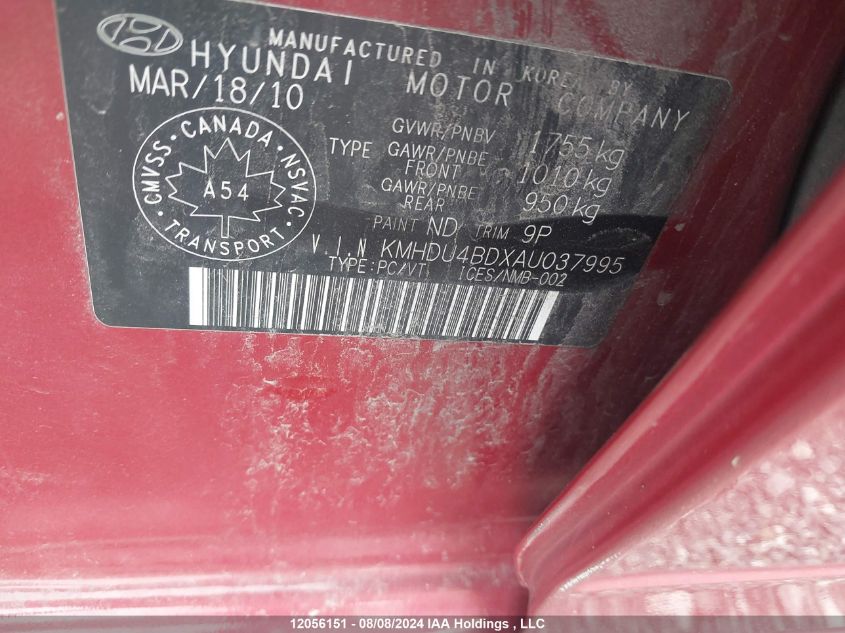 MANUFACTURED IN KOREA BY
HYUNDAI MOTOR COMPANY
MAR/18/10
CMVSS • CANADA • NSVAC • TRANSPORT •
A54
TYPE
GVWR/PNBV 1755 kg
GAWR/PNBE FRONT 1010 kg
GAWR/PNBE REAR 950 kg
PAINT ND TRIM 9P
V.I.N KMHDU4BDXAU037995
TYPE:PC/VT. ICES/NMB-002
12056151 - 08/08/2024 IAA Holdings , LLC